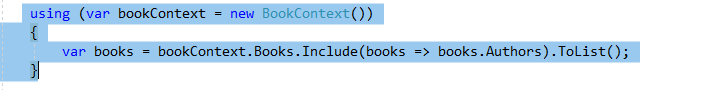 using (var bookContext = new BookContext())
{
var books = bookContext.Books.Include(books => books.Authors).ToList();
}